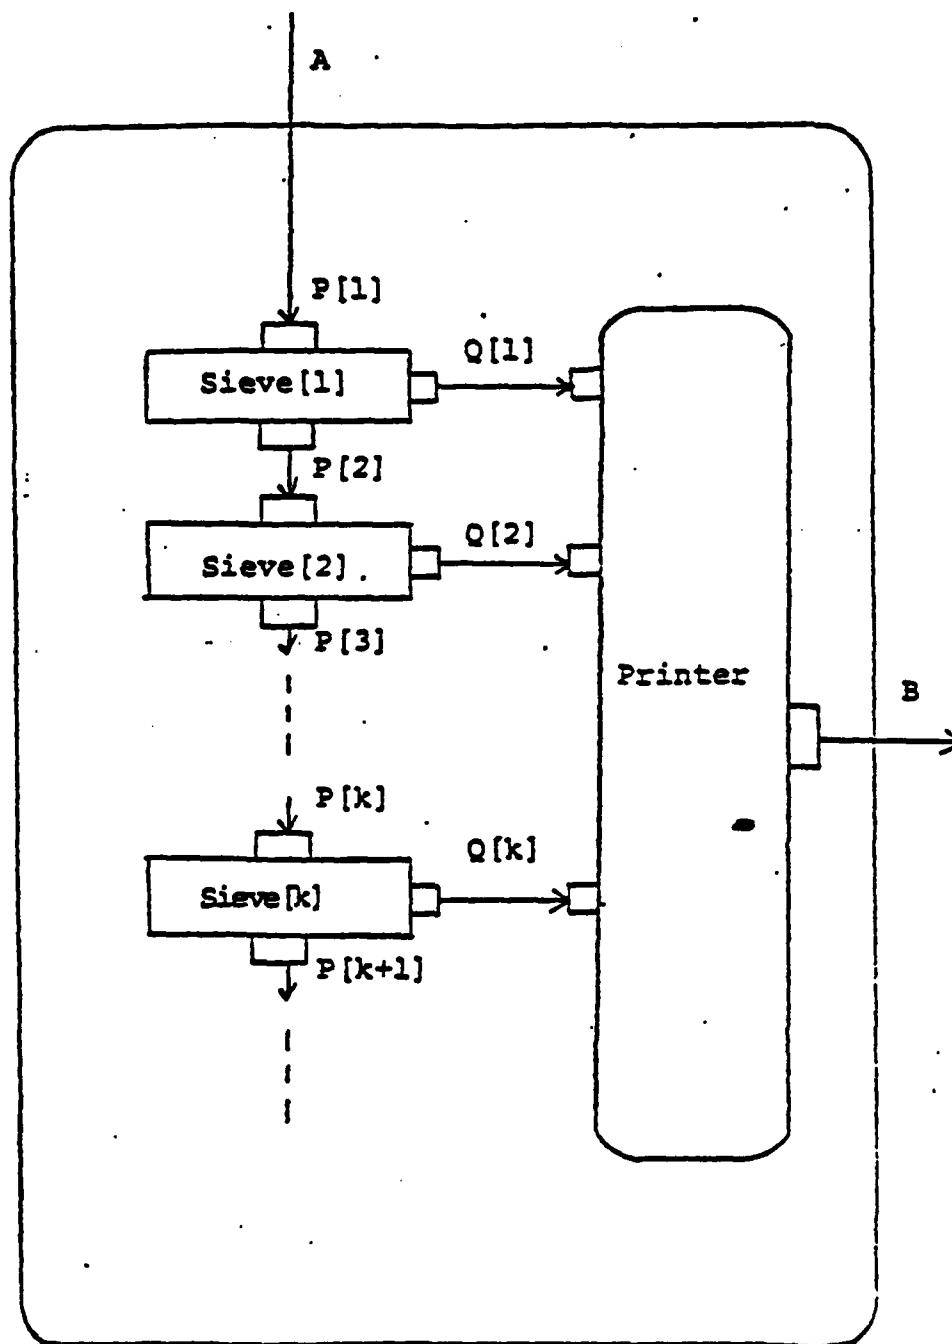 A
P[1]
Q[1]
Sieve[1]
P[2]
Q[2]
Sieve[2]
P[3]
Printer
B
P[k]
Q[k]
Sieve[k]
P[k+1]